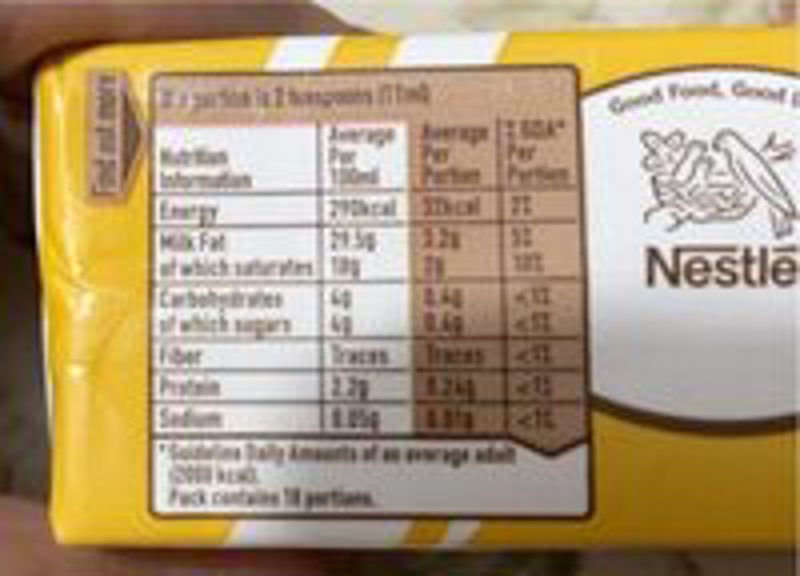 Find out more
portion is 2 teaspoons (11ml)
Nutrition Information Average Per 100ml Average Per Portion % GDA* Per Portion
Energy 290kcal 32kcal 2%
Milk Fat 29.5g 3.2g 5%
of which saturates 18g 2g 10%
Carbohydrates 4g 0.4g <1%
of which sugars 4g 0.4g <1%
Fiber Traces Traces <1%
Protein 2.2g 0.24g <1%
Sodium 0.05g 0.01g <1%
*Guideline Daily Amounts of an average adult
(2000 kcal).
Pack contains portions.
Good Food, Good
Nestlé